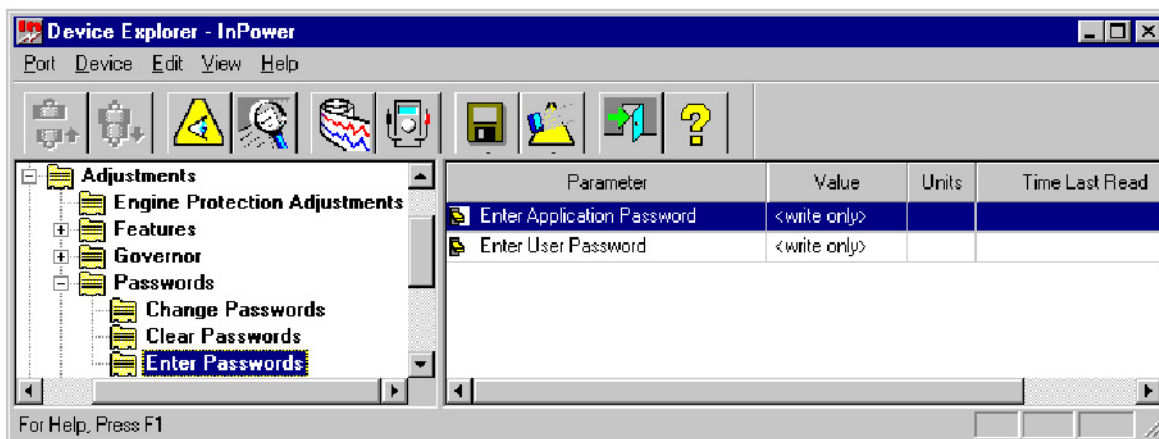 Device Explorer - InPower
Port Device Edit View Help
Adjustments
Engine Protection Adjustments
Features
Governor
Passwords
Change Passwords
Clear Passwords
Enter Passwords
Parameter Value Units Time Last Read
Enter Application Password <write only>
Enter User Password <write only>
For Help, Press F1